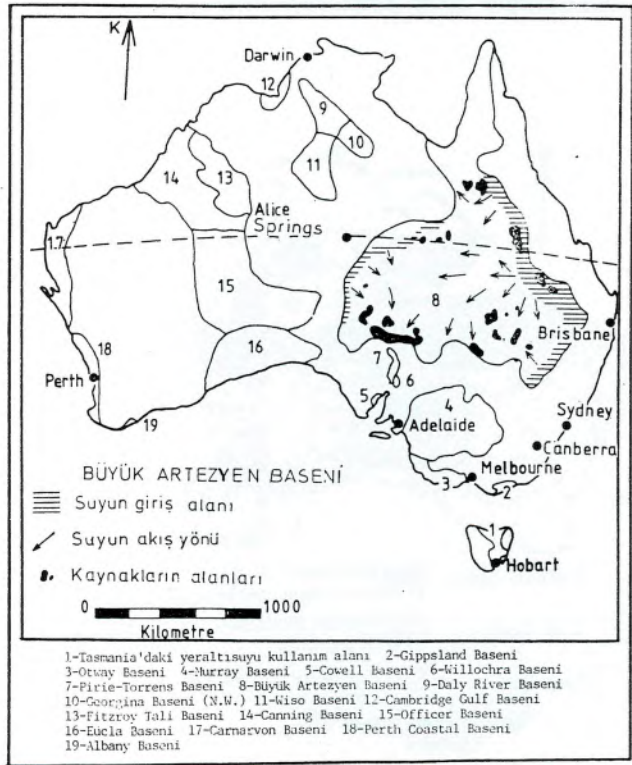 K
Darwin
12
9
10
11
14
13
Alice
Springs
17
15
8
18
16
Brisbane
7
6
Perth
5
4
19
Adelaide
Sydney
Canberra
BÜYÜK ARTEZYEN BASENİ
Melbourne
3
2
Suyun giriş alanı
Suyun akış yönü
1
Kaynakların alanları
Hobart
0 1000
Kilometre
1-Tasmania'daki yeraltısuyu kullanım alanı 2-Gippsland Baseni
3-Otway Baseni 4-Murray Baseni 5-Cowell Baseni 6-Willochra Baseni
7-Pirie-Torrens Baseni 8-Büyük Artezyen Baseni 9-Daly River Baseni
10-Georgina Baseni (N.W.) 11-Wiso Baseni 12-Cambridge Gulf Baseni
13-Fitzroy Tali Baseni 14-Canning Baseni 15-Officer Baseni
16-Eucla Baseni 17-Carnarvon Baseni 18-Perth Coastal Baseni
19-Albany Baseni